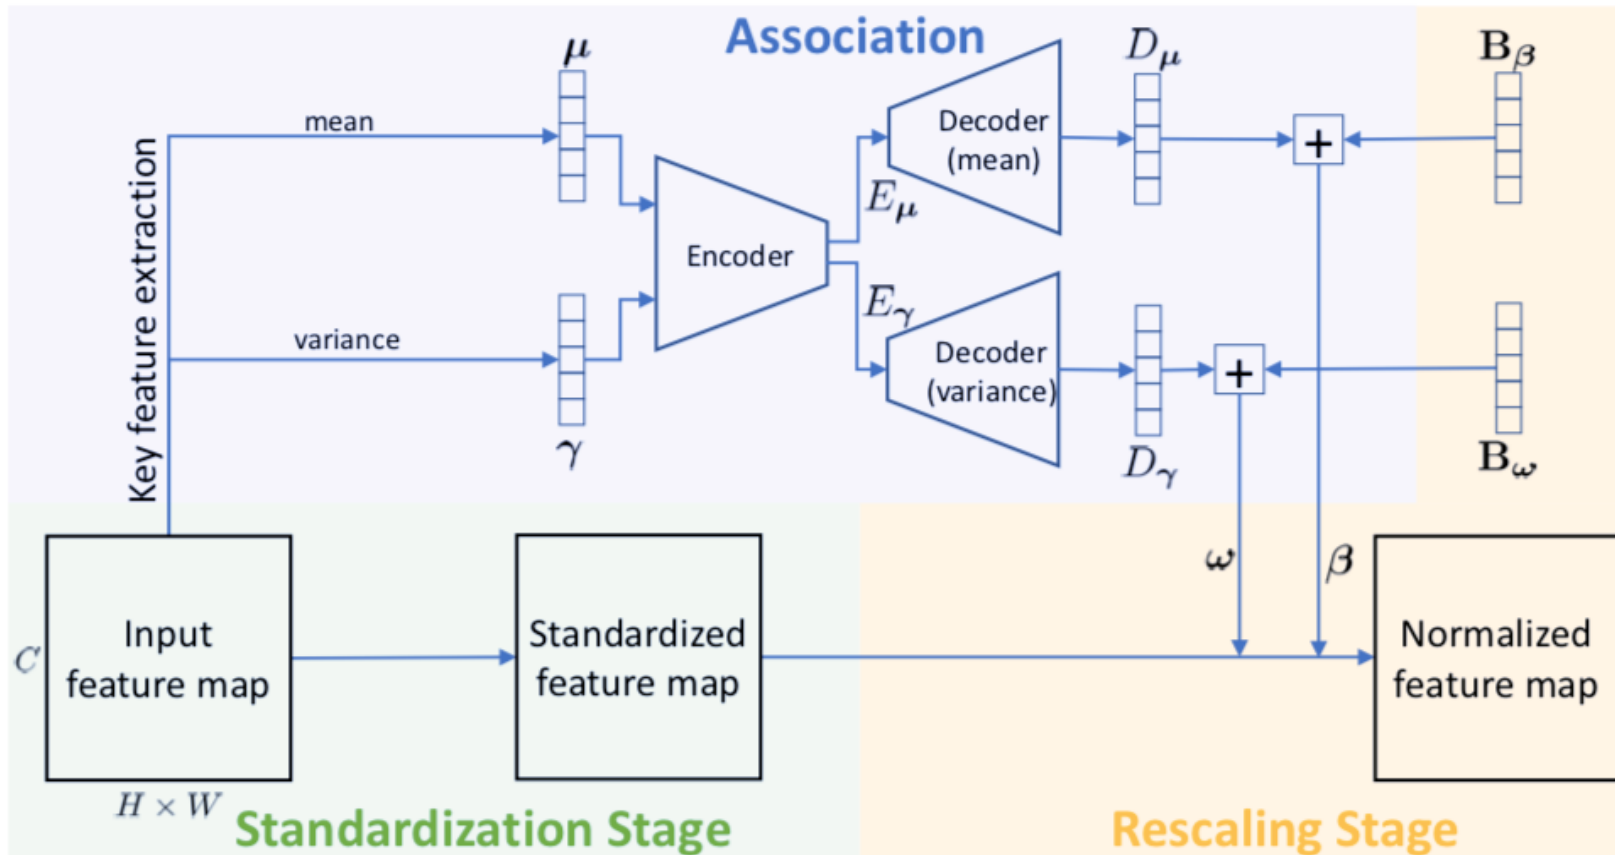 Association
μ
D_μ
B_β
mean
Decoder
(mean)
+
Key feature extraction
E_μ
Encoder
variance
E_γ
Decoder
(variance)
+
γ
D_γ
B_ω
ω
β
Input
feature map
Standardized
feature map
Normalized
feature map
C
H × W
Standardization Stage
Rescaling Stage